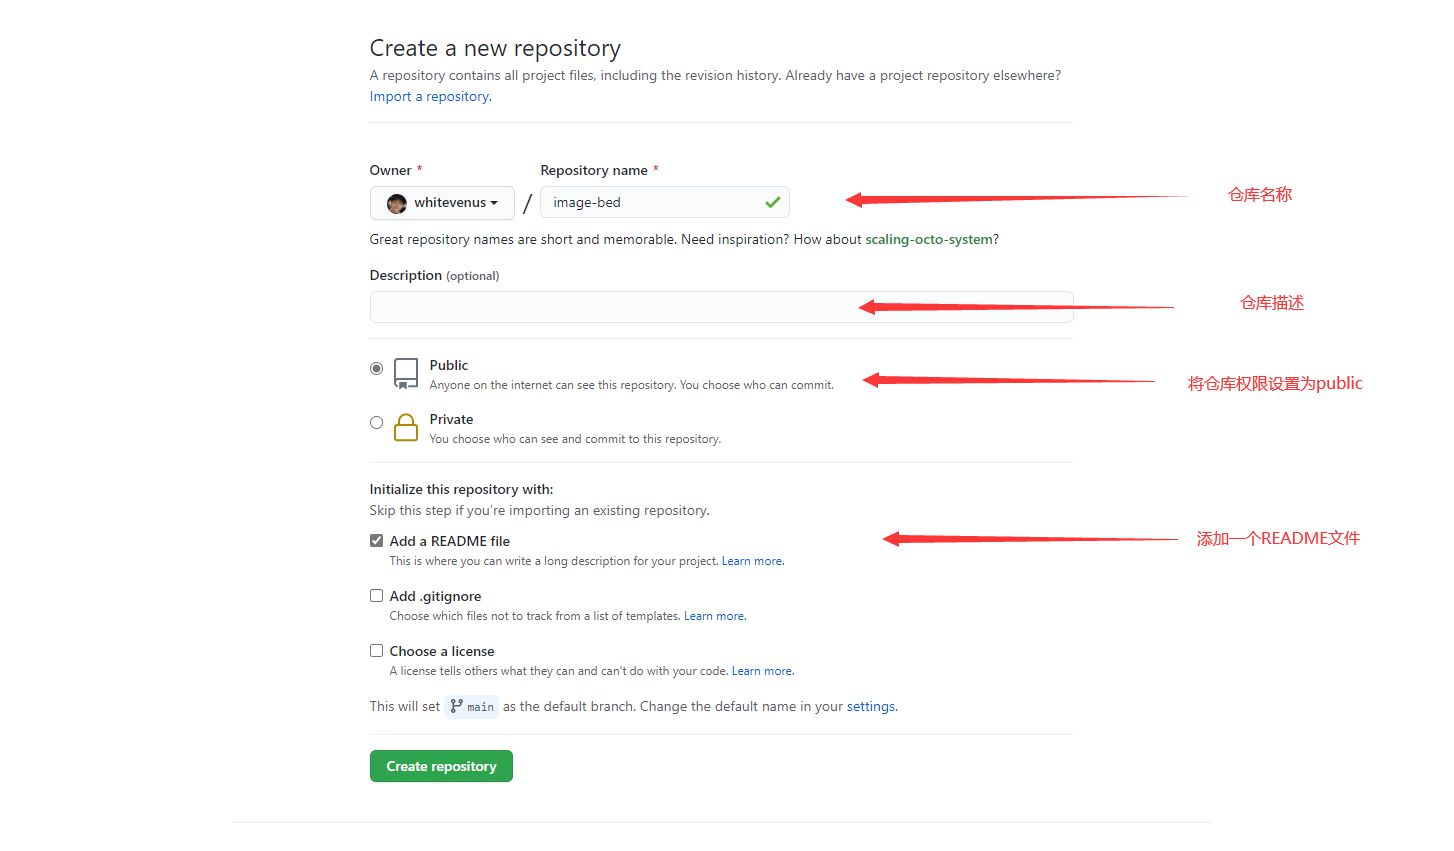 Create a new repository
A repository contains all project files, including the revision history. Already have a project repository elsewhere?
Import a repository.
Owner *
Repository name *
whitevenus
/
image-bed
仓库名称
Great repository names are short and memorable. Need inspiration? How about scaling-octo-system?
Description (optional)
仓库描述
Public
Anyone on the internet can see this repository. You choose who can commit.
将仓库权限设置为public
Private
You choose who can see and commit to this repository.
Initialize this repository with:
Skip this step if you're importing an existing repository.
Add a README file
添加一个README文件
This is where you can write a long description for your project. Learn more.
Add .gitignore
Choose which files not to track from a list of templates. Learn more.
Choose a license
A license tells others what they can and can't do with your code. Learn more.
This will set main as the default branch. Change the default name in your settings.
Create repository